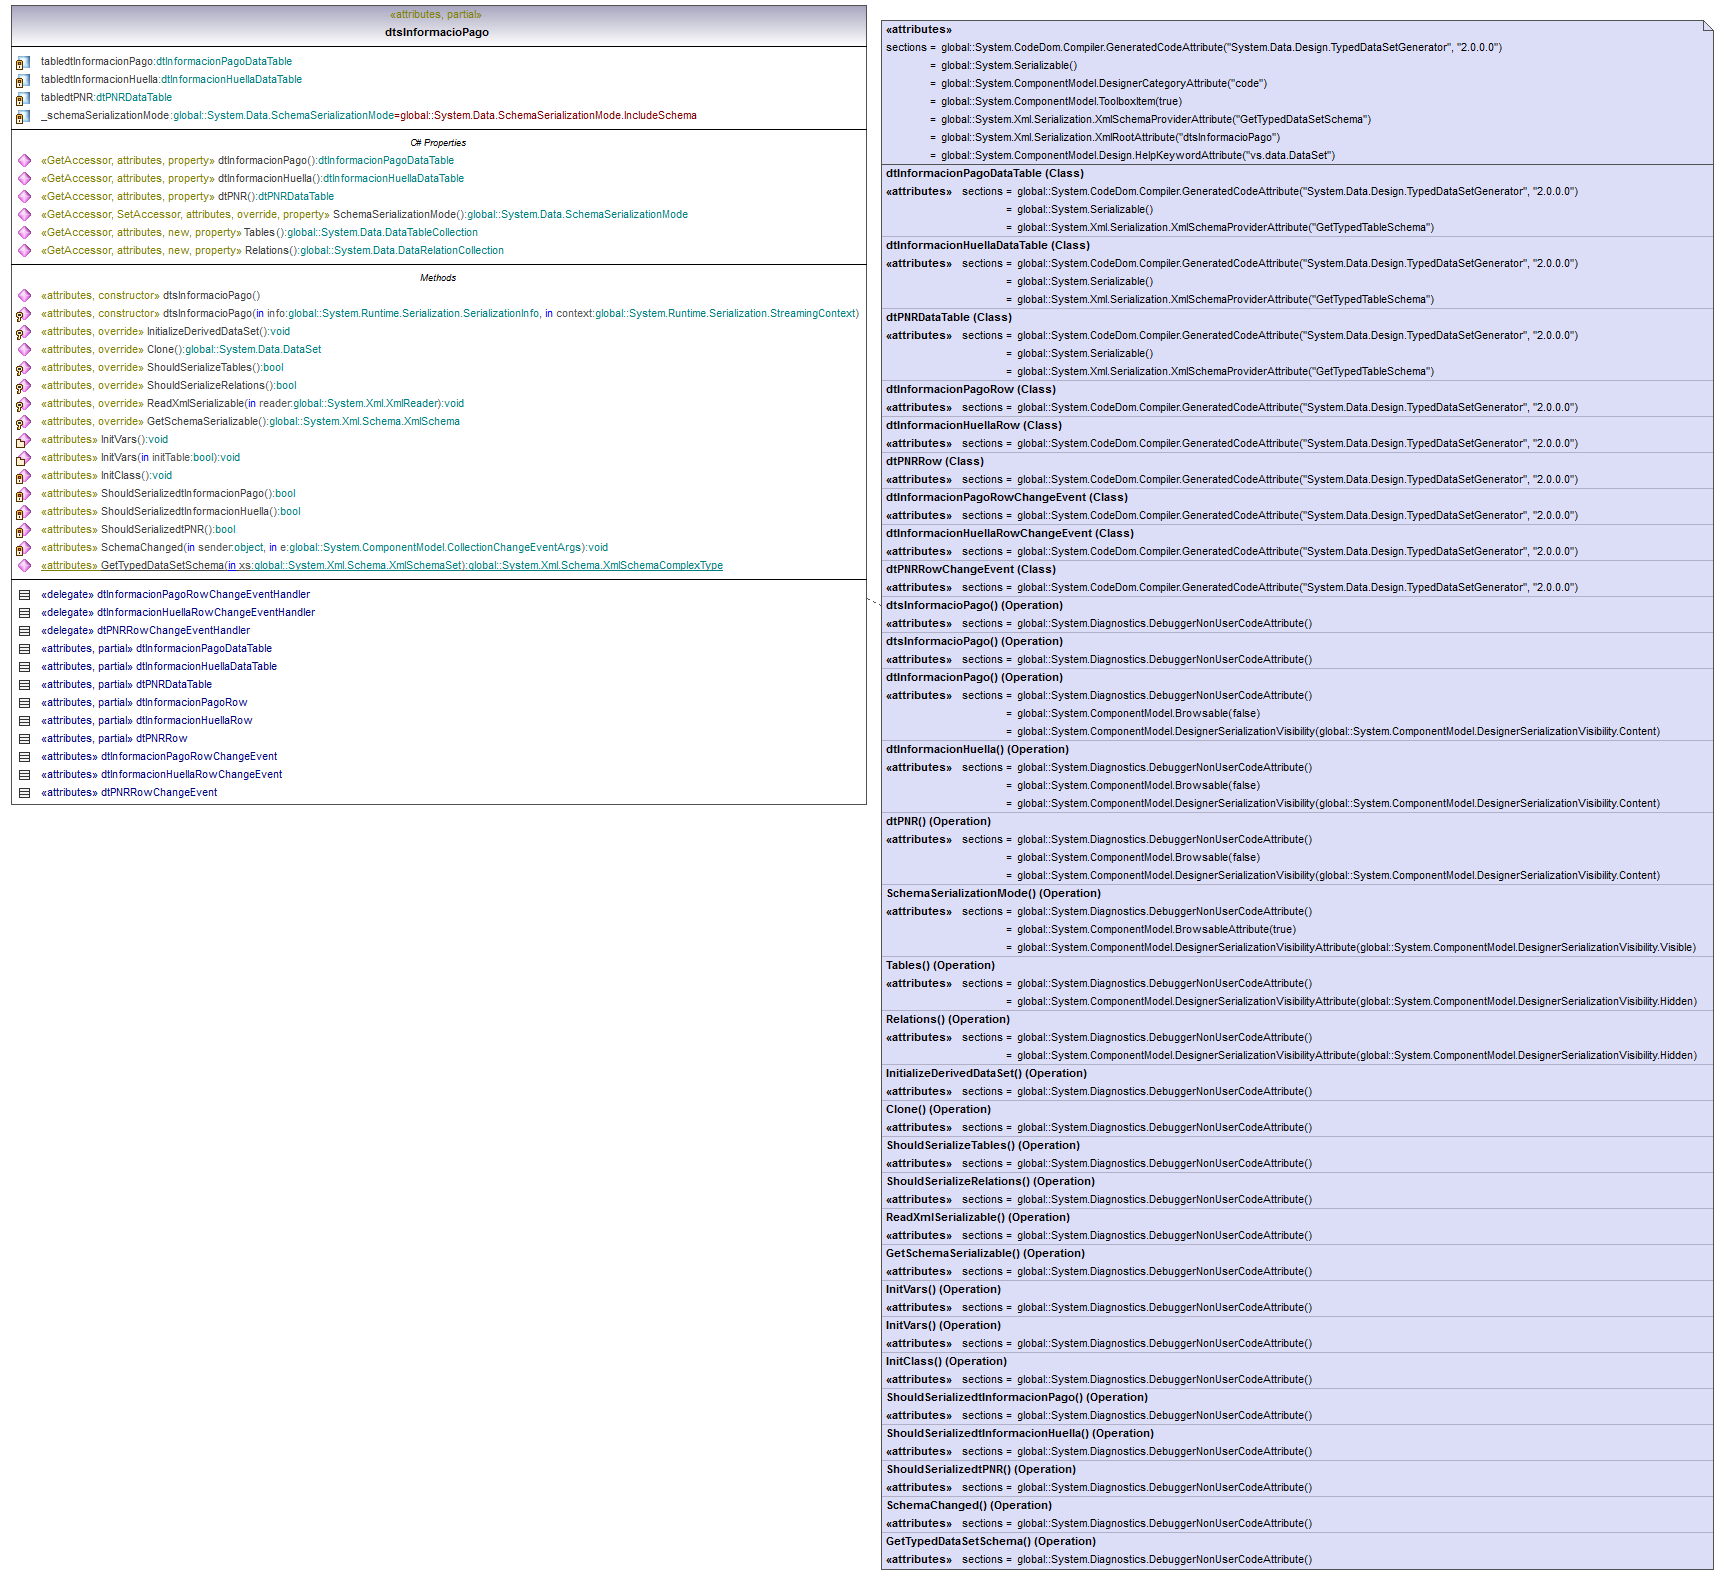 «attributes, partial»
dtsInformacioPago
tabledtInformacionPago:dtInformacionPagoDataTable
tabledtInformacionHuella:dtInformacionHuellaDataTable
tabledtPNR:dtPNRDataTable
_schemaSerializationMode:global::System.Data.SchemaSerializationMode=global::System.Data.SchemaSerializationMode.IncludeSchema
C# Properties
«GetAccessor, attributes, property» dtInformacionPago():dtInformacionPagoDataTable
«GetAccessor, attributes, property» dtInformacionHuella():dtInformacionHuellaDataTable
«GetAccessor, attributes, property» dtPNR():dtPNRDataTable
«GetAccessor, SetAccessor, attributes, override, property» SchemaSerializationMode():global::System.Data.SchemaSerializationMode
«GetAccessor, attributes, new, property» Tables():global::System.Data.DataTableCollection
«GetAccessor, attributes, new, property» Relations():global::System.Data.DataRelationCollection
Methods
«attributes, constructor» dtsInformacioPago()
«attributes, constructor» dtsInformacioPago(in info:global::System.Runtime.Serialization.SerializationInfo, in context:global::System.Runtime.Serialization.StreamingContext)
«attributes, override» InitializeDerivedDataSet():void
«attributes, override» Clone():global::System.Data.DataSet
«attributes, override» ShouldSerializeTables():bool
«attributes, override» ShouldSerializeRelations():bool
«attributes, override» ReadXmlSerializable(in reader:global::System.Xml.XmlReader):void
«attributes, override» GetSchemaSerializable():global::System.Xml.Schema.XmlSchema
«attributes» InitVars():void
«attributes» InitVars(in initTable:bool):void
«attributes» InitClass():void
«attributes» ShouldSerializedtInformacionPago():bool
«attributes» ShouldSerializedtInformacionHuella():bool
«attributes» ShouldSerializedtPNR():bool
«attributes» SchemaChanged(in sender:object, in e:global::System.ComponentModel.CollectionChangeEventArgs):void
«attributes» GetTypedDataSetSchema(in xs:global::System.Xml.Schema.XmlSchemaSet):global::System.Xml.Schema.XmlSchemaComplexType
«delegate» dtInformacionPagoRowChangeEventHandler
«delegate» dtInformacionHuellaRowChangeEventHandler
«delegate» dtPNRRowChangeEventHandler
«attributes, partial» dtInformacionPagoDataTable
«attributes, partial» dtInformacionHuellaDataTable
«attributes, partial» dtPNRDataTable
«attributes, partial» dtInformacionPagoRow
«attributes, partial» dtInformacionHuellaRow
«attributes, partial» dtPNRRow
«attributes» dtInformacionPagoRowChangeEvent
«attributes» dtInformacionHuellaRowChangeEvent
«attributes» dtPNRRowChangeEvent
«attributes»
sections = global::System.CodeDom.Compiler.GeneratedCodeAttribute("System.Data.Design.TypedDataSetGenerator", "2.0.0.0")
= global::System.Serializable()
= global::System.ComponentModel.DesignerCategoryAttribute("code")
= global::System.ComponentModel.ToolboxItem(true)
= global::System.Xml.Serialization.XmlSchemaProviderAttribute("GetTypedDataSetSchema")
= global::System.Xml.Serialization.XmlRootAttribute("dtsInformacioPago")
= global::System.ComponentModel.Design.HelpKeywordAttribute("vs.data.DataSet")
dtInformacionPagoDataTable (Class)
«attributes» sections = global::System.CodeDom.Compiler.GeneratedCodeAttribute("System.Data.Design.TypedDataSetGenerator", "2.0.0.0")
= global::System.Serializable()
= global::System.Xml.Serialization.XmlSchemaProviderAttribute("GetTypedTableSchema")
dtInformacionHuellaDataTable (Class)
«attributes» sections = global::System.CodeDom.Compiler.GeneratedCodeAttribute("System.Data.Design.TypedDataSetGenerator", "2.0.0.0")
= global::System.Serializable()
= global::System.Xml.Serialization.XmlSchemaProviderAttribute("GetTypedTableSchema")
dtPNRDataTable (Class)
«attributes» sections = global::System.CodeDom.Compiler.GeneratedCodeAttribute("System.Data.Design.TypedDataSetGenerator", "2.0.0.0")
= global::System.Serializable()
= global::System.Xml.Serialization.XmlSchemaProviderAttribute("GetTypedTableSchema")
dtInformacionPagoRow (Class)
«attributes» sections = global::System.CodeDom.Compiler.GeneratedCodeAttribute("System.Data.Design.TypedDataSetGenerator", "2.0.0.0")
dtInformacionHuellaRow (Class)
«attributes» sections = global::System.CodeDom.Compiler.GeneratedCodeAttribute("System.Data.Design.TypedDataSetGenerator", "2.0.0.0")
dtPNRRow (Class)
«attributes» sections = global::System.CodeDom.Compiler.GeneratedCodeAttribute("System.Data.Design.TypedDataSetGenerator", "2.0.0.0")
dtInformacionPagoRowChangeEvent (Class)
«attributes» sections = global::System.CodeDom.Compiler.GeneratedCodeAttribute("System.Data.Design.TypedDataSetGenerator", "2.0.0.0")
dtInformacionHuellaRowChangeEvent (Class)
«attributes» sections = global::System.CodeDom.Compiler.GeneratedCodeAttribute("System.Data.Design.TypedDataSetGenerator", "2.0.0.0")
dtPNRRowChangeEvent (Class)
«attributes» sections = global::System.CodeDom.Compiler.GeneratedCodeAttribute("System.Data.Design.TypedDataSetGenerator", "2.0.0.0")
dtsInformacioPago() (Operation)
«attributes» sections = global::System.Diagnostics.DebuggerNonUserCodeAttribute()
dtsInformacioPago() (Operation)
«attributes» sections = global::System.Diagnostics.DebuggerNonUserCodeAttribute()
dtInformacionPago() (Operation)
«attributes» sections = global::System.Diagnostics.DebuggerNonUserCodeAttribute()
= global::System.ComponentModel.Browsable(false)
= global::System.ComponentModel.DesignerSerializationVisibility(global::System.ComponentModel.DesignerSerializationVisibility.Content)
dtInformacionHuella() (Operation)
«attributes» sections = global::System.Diagnostics.DebuggerNonUserCodeAttribute()
= global::System.ComponentModel.Browsable(false)
= global::System.ComponentModel.DesignerSerializationVisibility(global::System.ComponentModel.DesignerSerializationVisibility.Content)
dtPNR() (Operation)
«attributes» sections = global::System.Diagnostics.DebuggerNonUserCodeAttribute()
= global::System.ComponentModel.Browsable(false)
= global::System.ComponentModel.DesignerSerializationVisibility(global::System.ComponentModel.DesignerSerializationVisibility.Content)
SchemaSerializationMode() (Operation)
«attributes» sections = global::System.Diagnostics.DebuggerNonUserCodeAttribute()
= global::System.ComponentModel.BrowsableAttribute(true)
= global::System.ComponentModel.DesignerSerializationVisibilityAttribute(global::System.ComponentModel.DesignerSerializationVisibility.Visible)
Tables() (Operation)
«attributes» sections = global::System.Diagnostics.DebuggerNonUserCodeAttribute()
= global::System.ComponentModel.DesignerSerializationVisibilityAttribute(global::System.ComponentModel.DesignerSerializationVisibility.Hidden)
Relations() (Operation)
«attributes» sections = global::System.Diagnostics.DebuggerNonUserCodeAttribute()
= global::System.ComponentModel.DesignerSerializationVisibilityAttribute(global::System.ComponentModel.DesignerSerializationVisibility.Hidden)
InitializeDerivedDataSet() (Operation)
«attributes» sections = global::System.Diagnostics.DebuggerNonUserCodeAttribute()
Clone() (Operation)
«attributes» sections = global::System.Diagnostics.DebuggerNonUserCodeAttribute()
ShouldSerializeTables() (Operation)
«attributes» sections = global::System.Diagnostics.DebuggerNonUserCodeAttribute()
ShouldSerializeRelations() (Operation)
«attributes» sections = global::System.Diagnostics.DebuggerNonUserCodeAttribute()
ReadXmlSerializable() (Operation)
«attributes» sections = global::System.Diagnostics.DebuggerNonUserCodeAttribute()
GetSchemaSerializable() (Operation)
«attributes» sections = global::System.Diagnostics.DebuggerNonUserCodeAttribute()
InitVars() (Operation)
«attributes» sections = global::System.Diagnostics.DebuggerNonUserCodeAttribute()
InitVars() (Operation)
«attributes» sections = global::System.Diagnostics.DebuggerNonUserCodeAttribute()
InitClass() (Operation)
«attributes» sections = global::System.Diagnostics.DebuggerNonUserCodeAttribute()
ShouldSerializedtInformacionPago() (Operation)
«attributes» sections = global::System.Diagnostics.DebuggerNonUserCodeAttribute()
ShouldSerializedtInformacionHuella() (Operation)
«attributes» sections = global::System.Diagnostics.DebuggerNonUserCodeAttribute()
ShouldSerializedtPNR() (Operation)
«attributes» sections = global::System.Diagnostics.DebuggerNonUserCodeAttribute()
SchemaChanged() (Operation)
«attributes» sections = global::System.Diagnostics.DebuggerNonUserCodeAttribute()
GetTypedDataSetSchema() (Operation)
«attributes» sections = global::System.Diagnostics.DebuggerNonUserCodeAttribute()